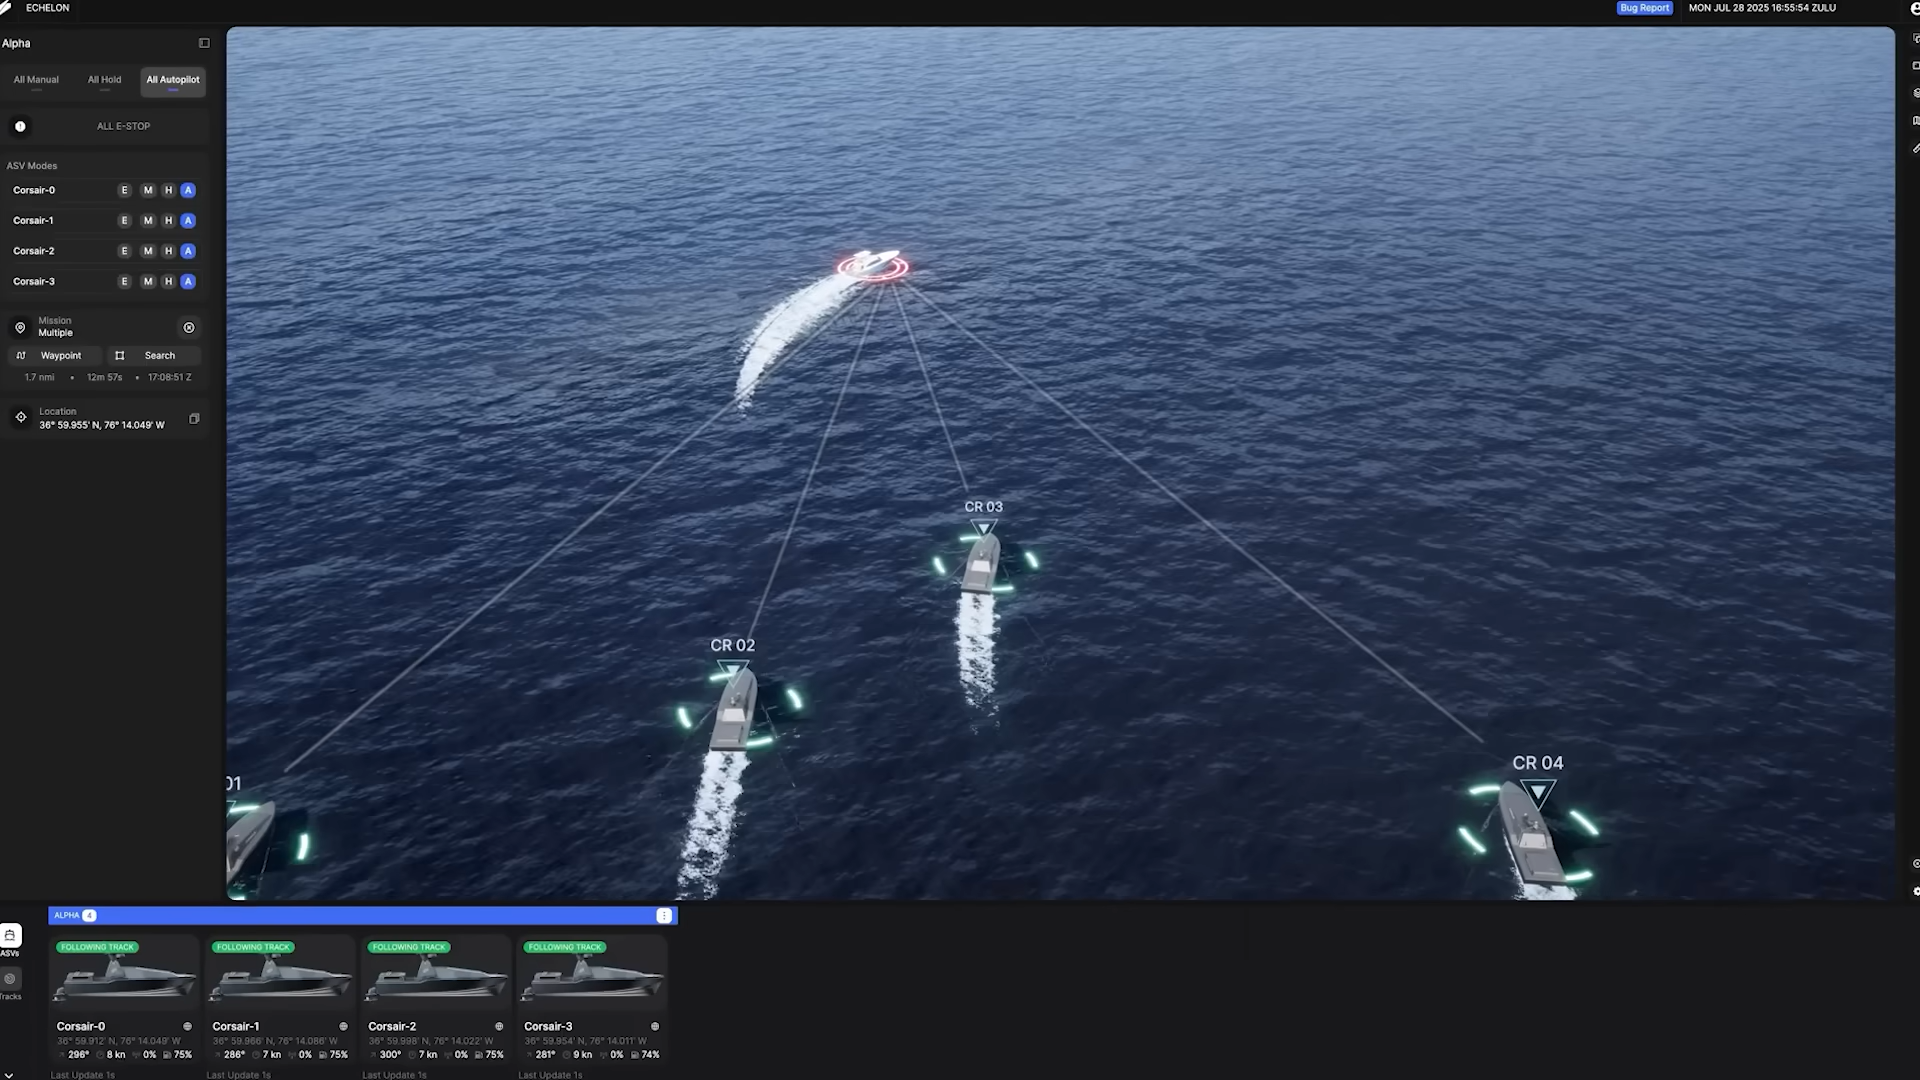 ECHELON
Bug Report
MON JUL 28 2025 16:55:54 ZULU
Alpha
All Manual
All Hold
All Autopilot
ALL E-STOP
ASV Modes
Corsair-0 E M H A
Corsair-1 E M H A
Corsair-2 E M H A
Corsair-3 E M H A
Mission
Multiple
Waypoint
Search
1.7 nmi • 12m 57s • 17:08:51 Z
Location
36° 59.955' N, 76° 14.049' W
CR 03
CR 02
CR 04
01
ALPHA 4
ASVs
Tracks
FOLLOWING TRACK
Corsair-0
36° 59.912' N, 76° 14.049' W
296° 8 kn 0% 75%
Last Update 1s
FOLLOWING TRACK
Corsair-1
36° 59.966' N, 76° 14.086' W
286° 7 kn 0% 75%
Last Update 1s
FOLLOWING TRACK
Corsair-2
36° 59.998' N, 76° 14.022' W
300° 7 kn 0% 75%
Last Update 1s
FOLLOWING TRACK
Corsair-3
36° 59.954' N, 76° 14.011' W
281° 9 kn 0% 74%
Last Update 1s